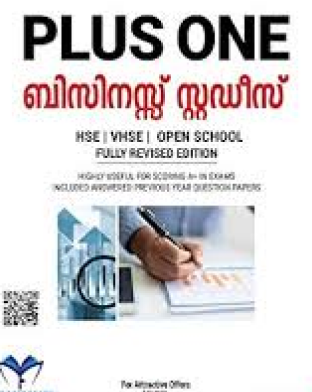 PLUS ONE
ബിസിനസ്സ് സ്റ്റഡീസ്
HSE | VHSE | OPEN SCHOOL
FULLY REVISED EDITION
HIGHLY USEFUL FOR SCORING A+ IN EXAMS
INCLUDED ANSWERED PREVIOUS YEAR QUESTION PAPERS
For Attractive Offers